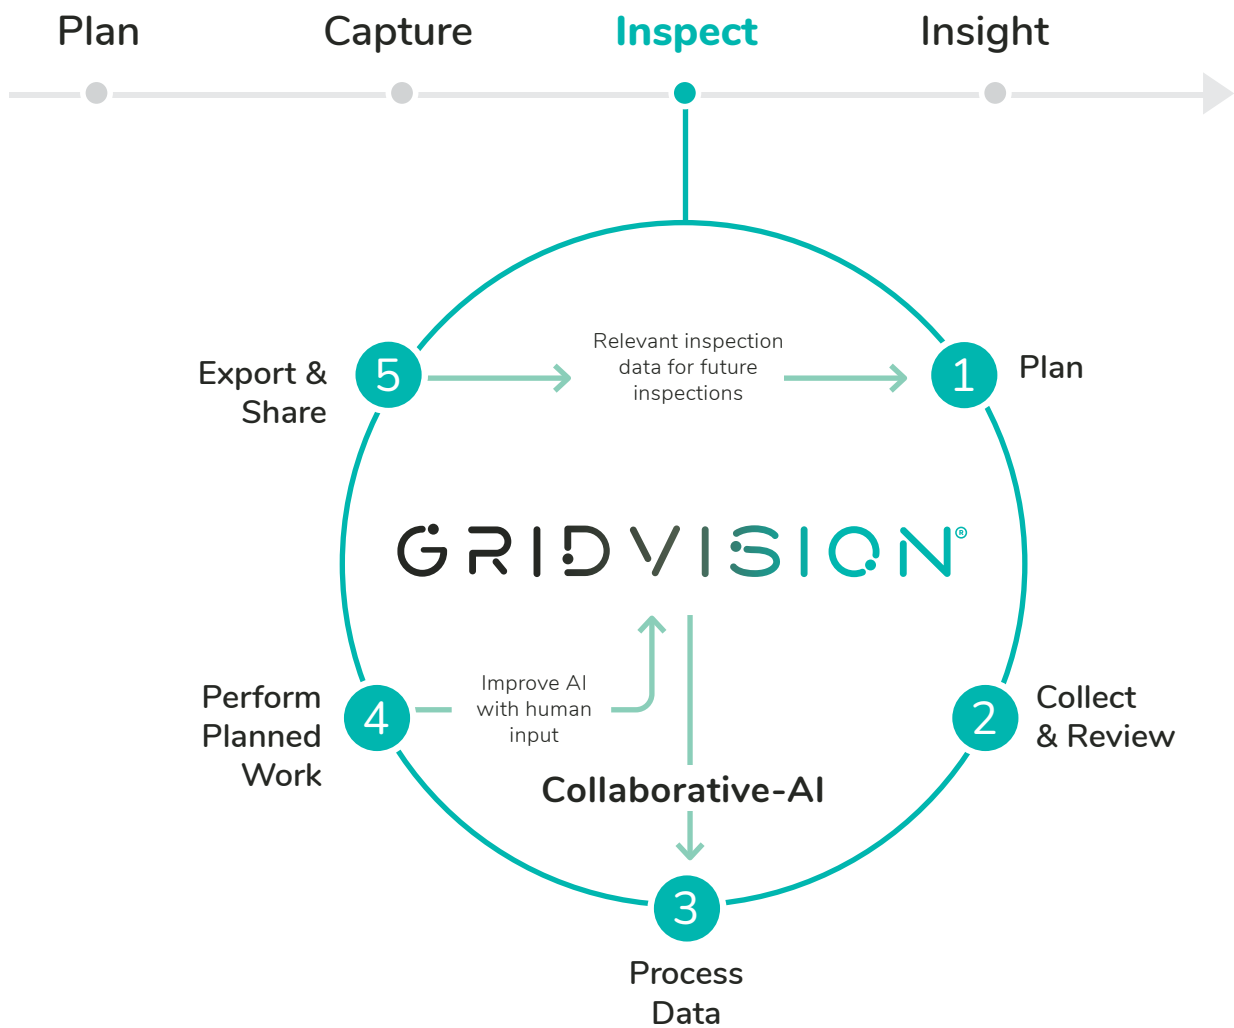 Plan
Capture
Inspect
Insight
Relevant inspection
data for future
inspections
5
Export &
Share
1
Plan
GRIDVISION®
Improve AI
with human
input
4
Perform
Planned
Work
2
Collect
& Review
Collaborative-AI
3
Process
Data